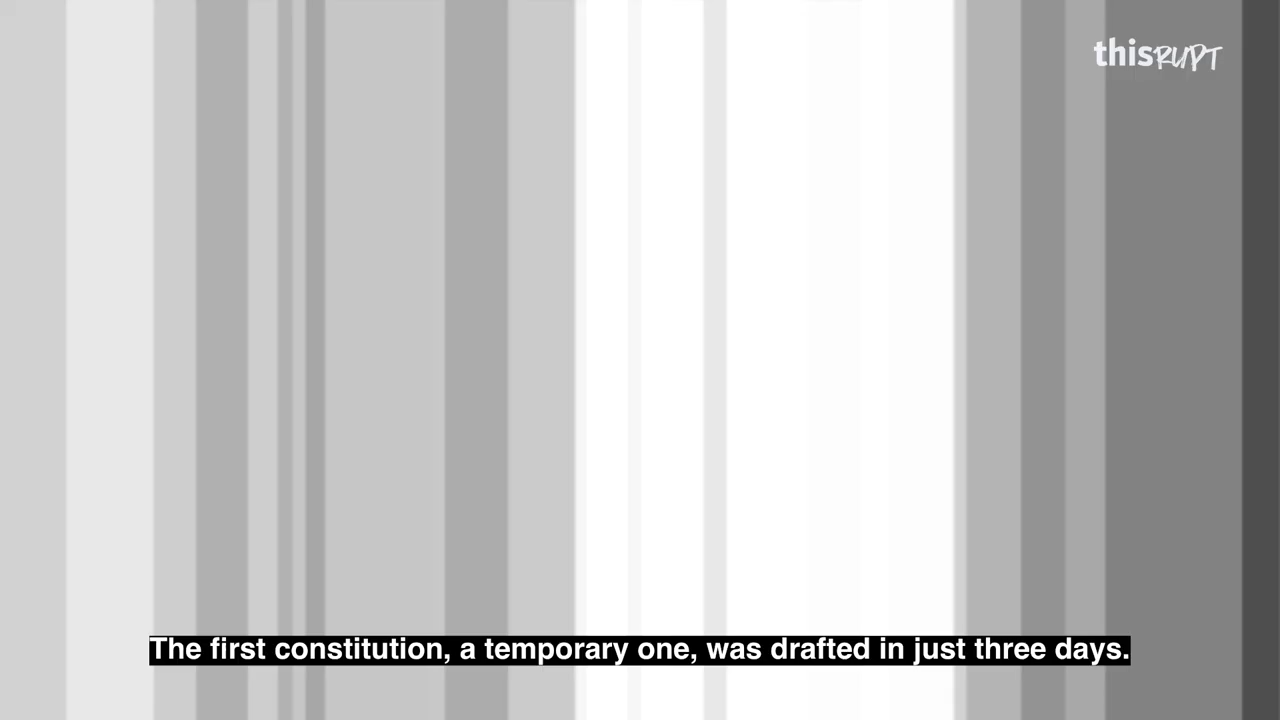 thisRUPT
The first constitution, a temporary one, was drafted in just three days.